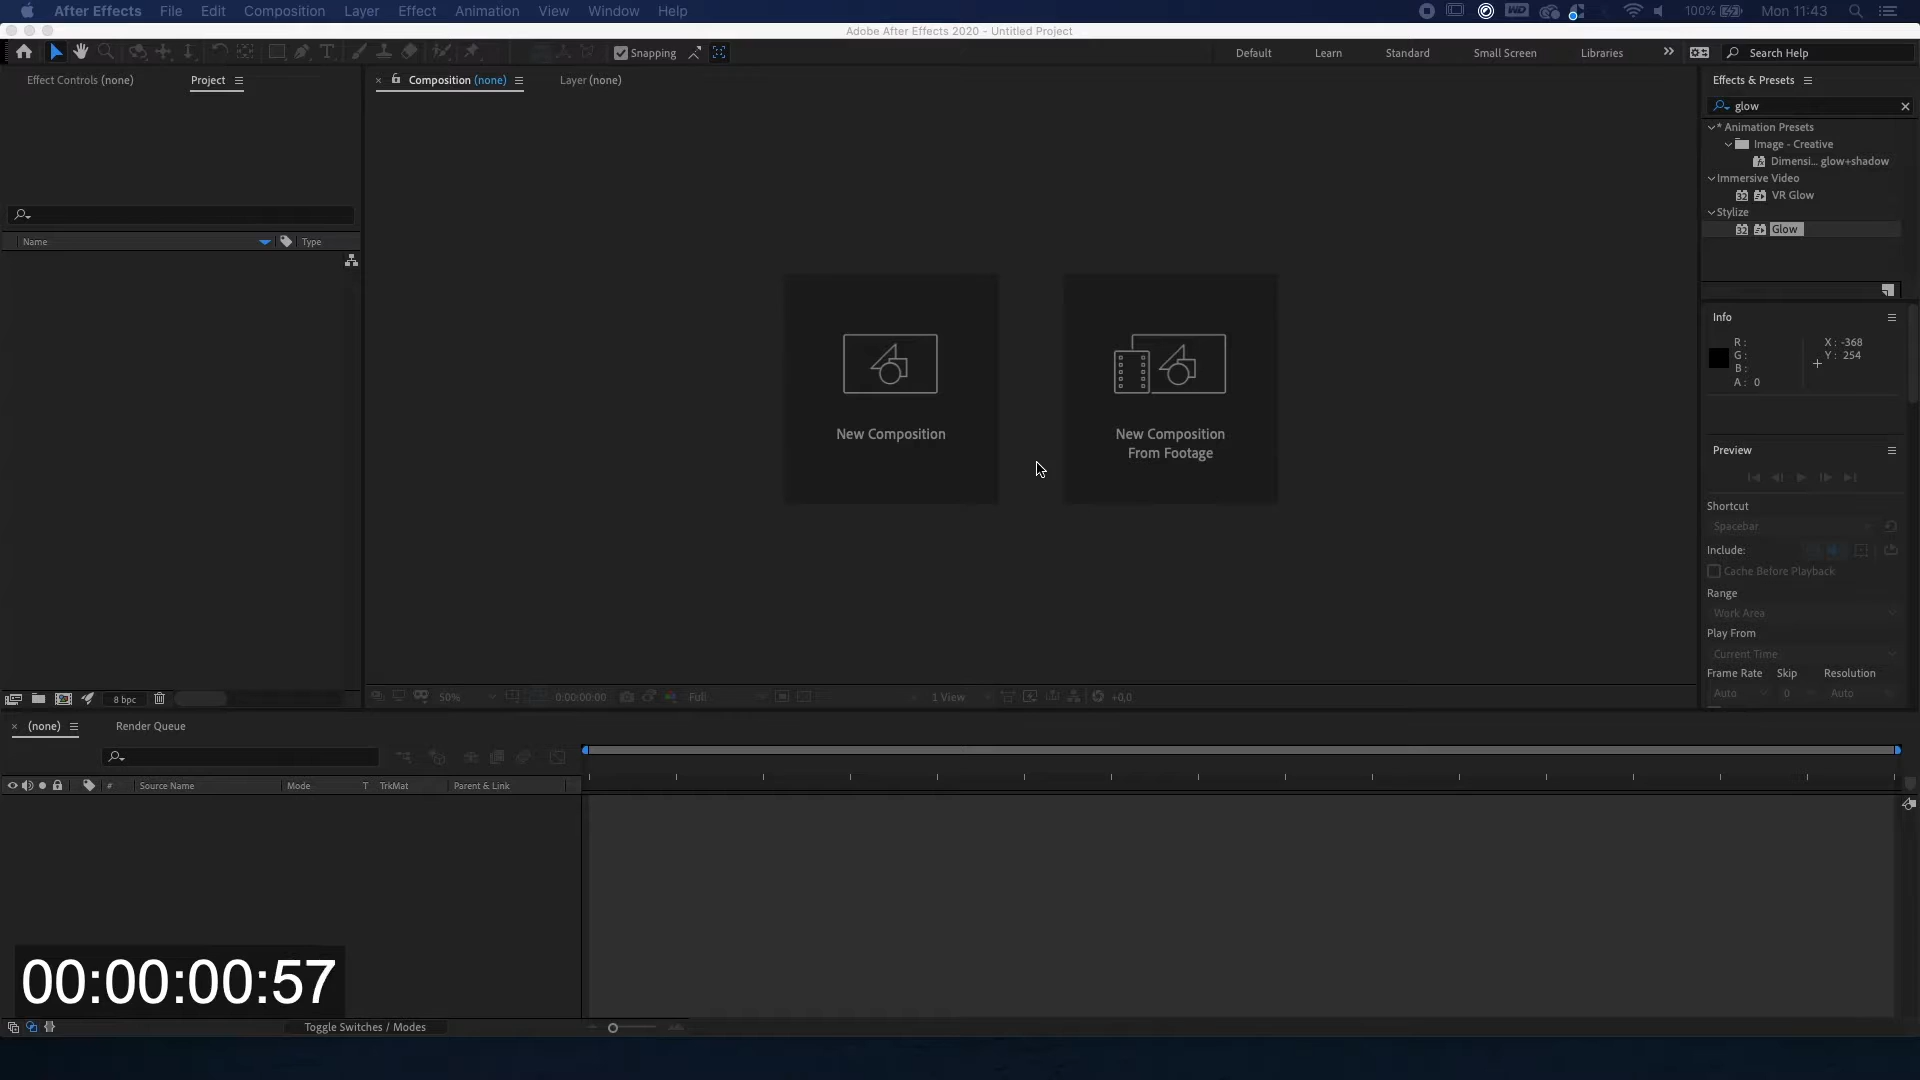 After Effects File Edit Composition Layer Effect Animation View Window Help
100% Mon 11:43
Adobe After Effects 2020 - Untitled Project
Snapping
Default Learn Standard Small Screen Libraries
Search Help
Effect Controls (none) Project
Composition (none) Layer (none)
Effects & Presets
glow
* Animation Presets
Image - Creative
Dimensi... glow+shadow
Immersive Video
32 VR Glow
Stylize
32 Glow
Name Type
New Composition
New Composition
From Footage
Info
R :
G :
B :
A : 0
X : -368
Y : 254
Preview
Shortcut
Spacebar
Include:
Cache Before Playback
Range
Work Area
Play From
Current Time
Frame Rate Skip Resolution
Auto 0 Auto
8 bpc
50% 0:00:00:00 Full 1 View +0,0
(none) Render Queue
# Source Name Mode T TrkMat Parent & Link
00:00:00:57
Toggle Switches / Modes